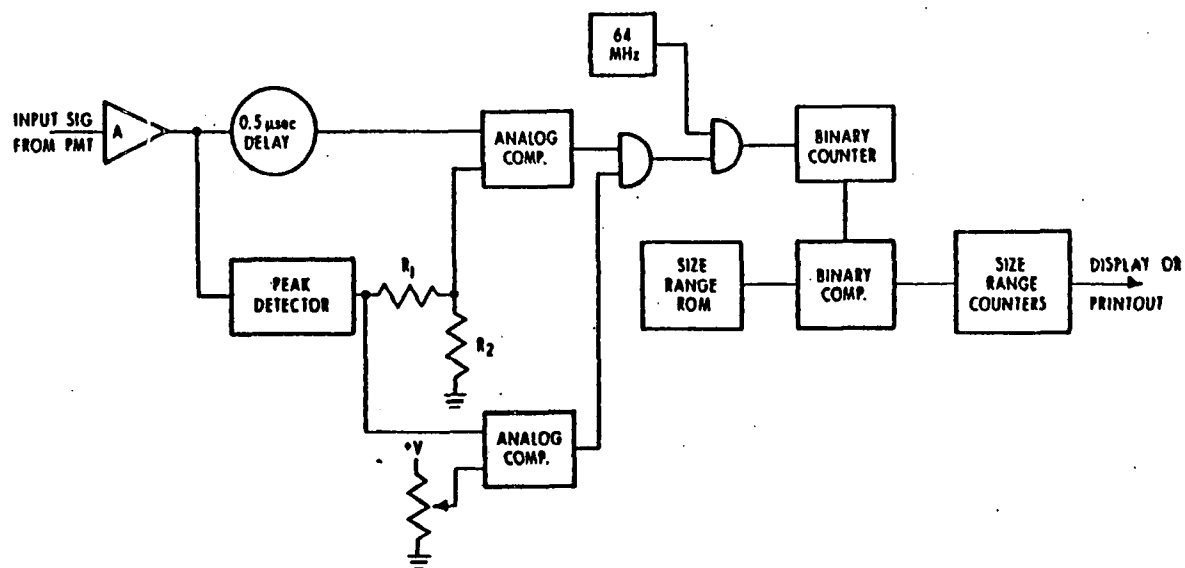 64
MHz
INPUT SIG
FROM PMT
A
0.5 μsec
DELAY
ANALOG
COMP.
BINARY
COUNTER
PEAK
DETECTOR
R1
R2
SIZE
RANGE
ROM
BINARY
COMP.
SIZE
RANGE
COUNTERS
DISPLAY OR
PRINTOUT
+V
ANALOG
COMP.